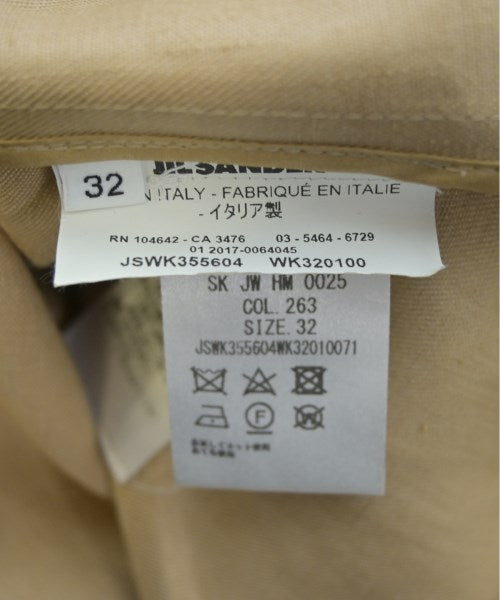 32
JIL SANDER
N ITALY - FABRIQUÉ EN ITALIE
- イタリア製
RN 104642 - CA 3476 03 - 5464 - 6729
01 2017-0064045
JSWK355604 WK320100
SK JW HM 0025
COL. 263
SIZE. 32
JSWK355604WK32010071
F
W